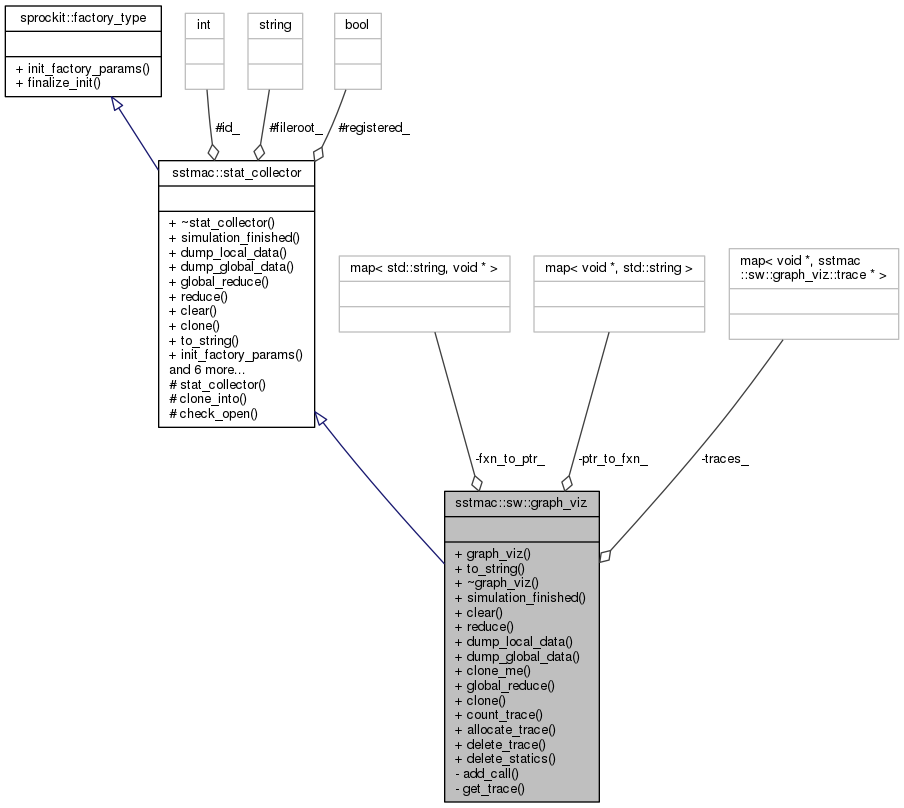 sprockit::factory_type
+ init_factory_params()
+ finalize_init()
int
string
bool
#id_
#fileroot_
#registered_
sstmac::stat_collector
+ ~stat_collector()
+ simulation_finished()
+ dump_local_data()
+ dump_global_data()
+ global_reduce()
+ reduce()
+ clear()
+ clone()
+ to_string()
+ init_factory_params()
and 6 more...
# stat_collector()
# clone_into()
# check_open()
map< std::string, void * >
map< void *, std::string >
map< void *, sstmac
::sw::graph_viz::trace * >
-fxn_to_ptr_
-ptr_to_fxn_
-traces_
sstmac::sw::graph_viz
+ graph_viz()
+ to_string()
+ ~graph_viz()
+ simulation_finished()
+ clear()
+ reduce()
+ dump_local_data()
+ dump_global_data()
+ clone_me()
+ global_reduce()
+ clone()
+ count_trace()
+ allocate_trace()
+ delete_trace()
+ delete_statics()
- add_call()
- get_trace()